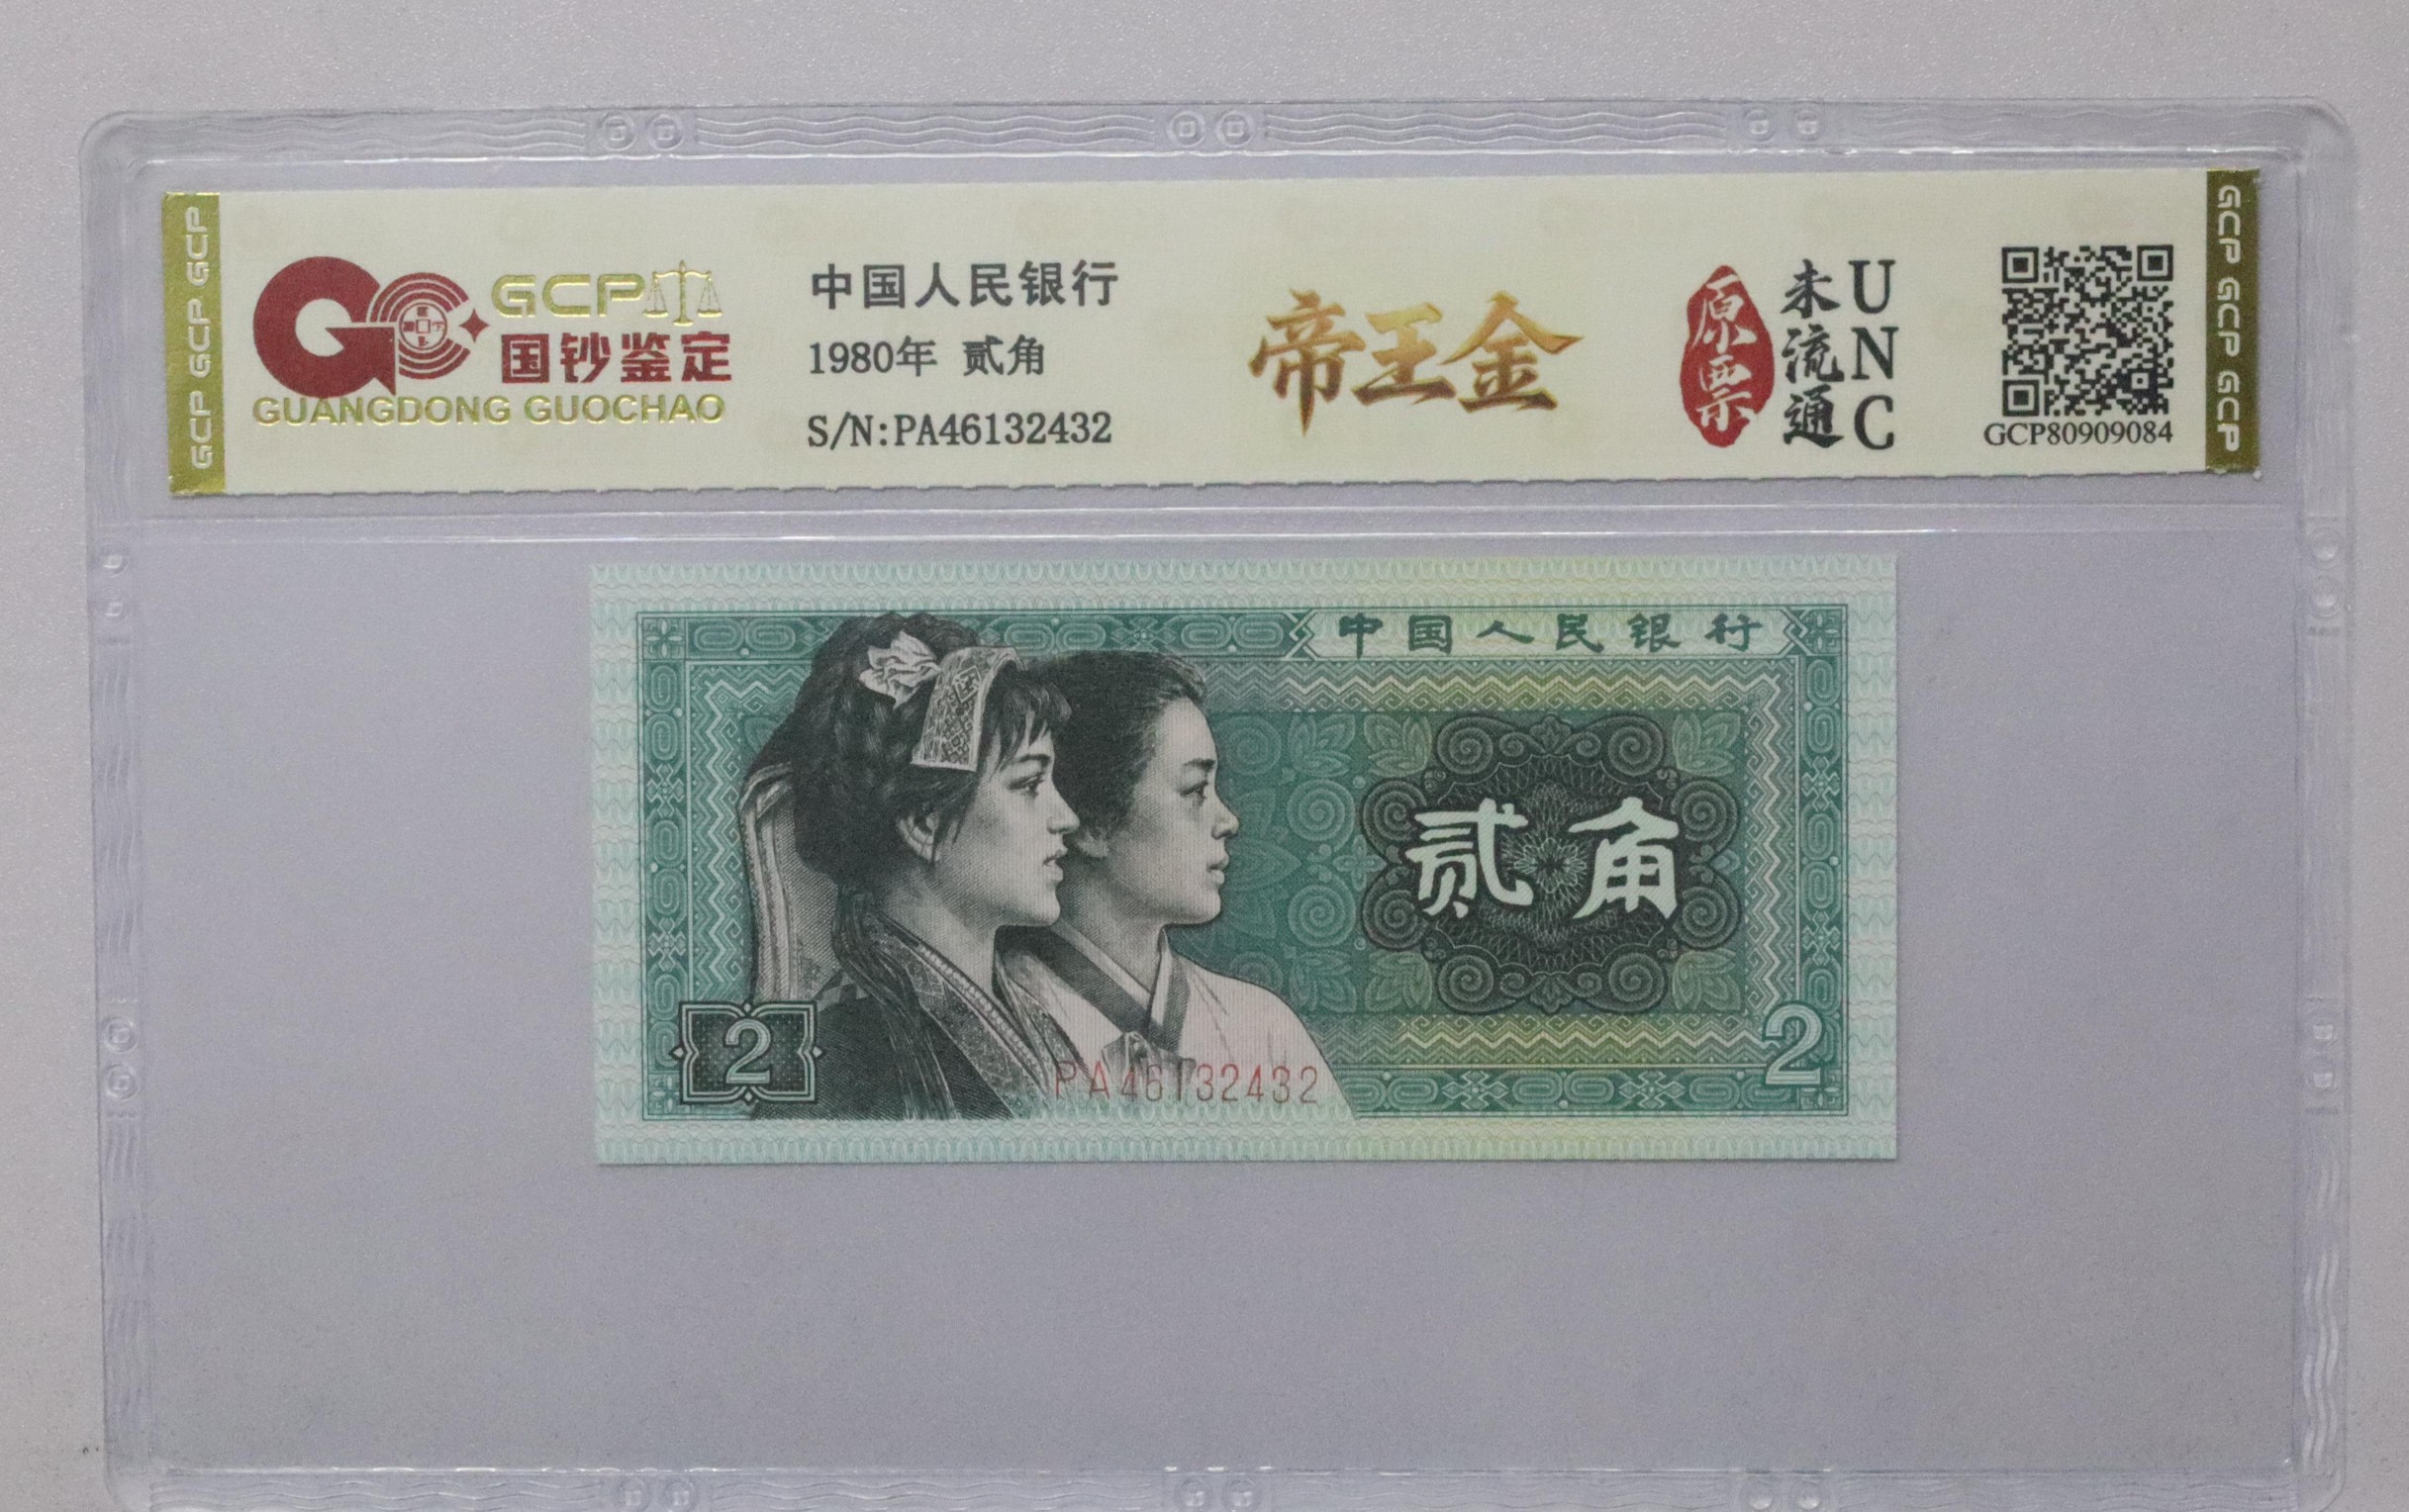 GCP GCP GCP
GCP
国钞鉴定
GUANGDONG GUOCHAO
中国人民银行
1980年 贰角
S/N:PA46132432
帝王金
原票
未流通
UNC
GCP80909084
GCP GCP GCP
中国人民银行
贰角
2
PA46132432
2